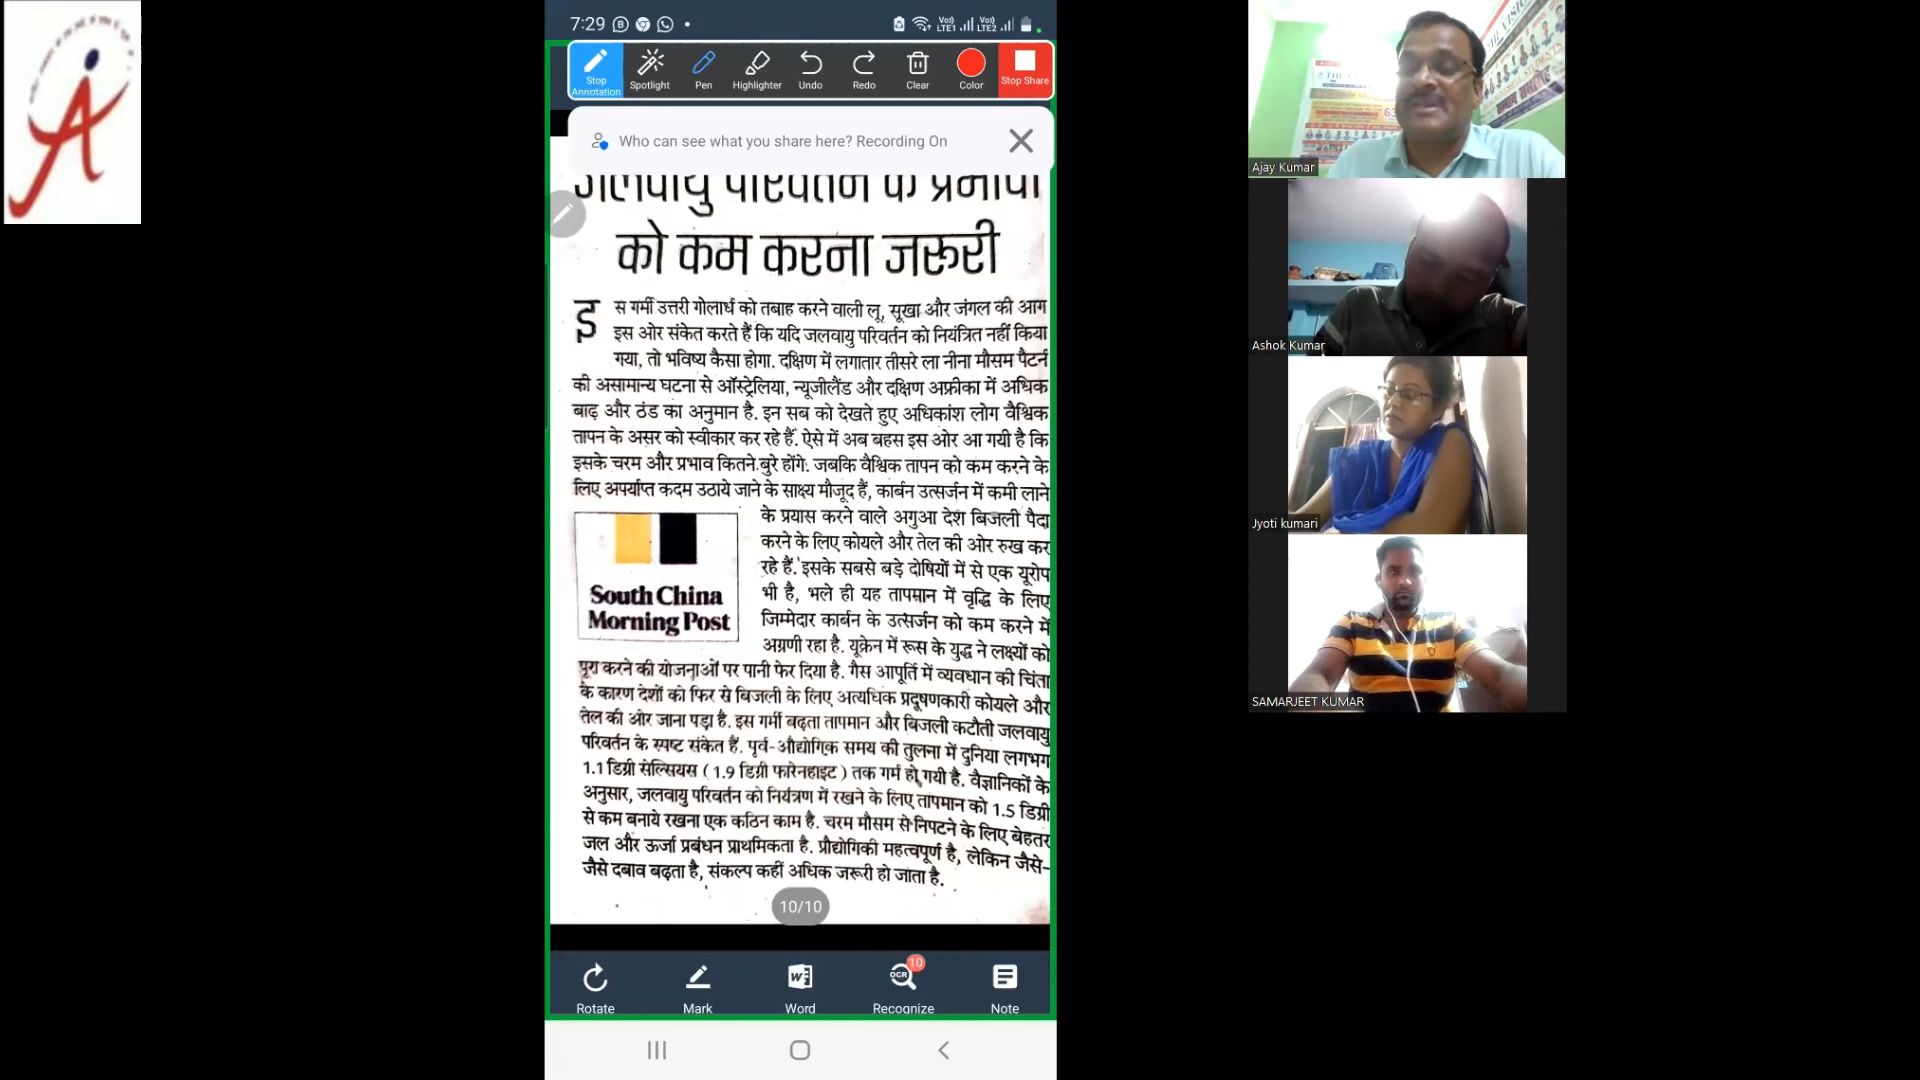 7:29
Vo)) LTE1
Vo)) LTE2
Stop Annotation
Spotlight
Pen
Highlighter
Undo
Redo
Clear
Color
Stop Share
Who can see what you share here? Recording On
जलवायु परिवर्तन के प्रभावों
को कम करना जरूरी
इस गर्मी उत्तरी गोलार्ध को तबाह करने वाली लू, सूखा और जंगल की आग
इस ओर संकेत करते हैं कि यदि जलवायु परिवर्तन को नियंत्रित नहीं किया
गया, तो भविष्य कैसा होगा. दक्षिण में लगातार तीसरे ला नीना मौसम पैटर्न
की असामान्य घटना से ऑस्ट्रेलिया, न्यूजीलैंड और दक्षिण अफ्रीका में अधिक
बाढ़ और ठंड का अनुमान है. इन सब को देखते हुए अधिकांश लोग वैश्विक
तापन के असर को स्वीकार कर रहे हैं. ऐसे में अब बहस इस ओर आ गयी है कि
इसके चरम और प्रभाव कितने बुरे होंगे. जबकि वैश्विक तापन को कम करने के
लिए अपर्याप्त कदम उठाये जाने के साक्ष्य मौजूद हैं, कार्बन उत्सर्जन में कमी लाने
के प्रयास करने वाले अगुआ देश बिजली पैदा
करने के लिए कोयले और तेल की ओर रुख कर
रहे हैं. इसके सबसे बड़े दोषियों में से एक यूरोप
भी है, भले ही यह तापमान में वृद्धि के लिए
जिम्मेदार कार्बन के उत्सर्जन को कम करने में
अग्रणी रहा है. यूक्रेन में रूस के युद्ध ने लक्ष्यों को
South China
Morning Post
पूरा करने की योजनाओं पर पानी फेर दिया है. गैस आपूर्ति में व्यवधान की चिंता
के कारण देशों को फिर से बिजली के लिए अत्यधिक प्रदूषणकारी कोयले और
तेल की ओर जाना पड़ा है. इस गर्मी बढ़ता तापमान और बिजली कटौती जलवायु
परिवर्तन के स्पष्ट संकेत हैं. पूर्व-औद्योगिक समय की तुलना में दुनिया लगभग
1.1 डिग्री सेल्सियस ( 1.9 डिग्री फारेनहाइट ) तक गर्म हो गयी है. वैज्ञानिकों के
अनुसार, जलवायु परिवर्तन को नियंत्रण में रखने के लिए तापमान को 1.5 डिग्री
से कम बनाये रखना एक कठिन काम है. चरम मौसम से निपटने के लिए बेहतर
जल और ऊर्जा प्रबंधन प्राथमिकता है. प्रौद्योगिकी महत्वपूर्ण है, लेकिन जैसे-
जैसे दबाव बढ़ता है, संकल्प कहीं अधिक जरूरी हो जाता है.
10/10
OCR
10
Rotate
Mark
Word
Recognize
Note
Ajay Kumar
Ashok Kumar
Jyoti kumari
SAMARJEET KUMAR